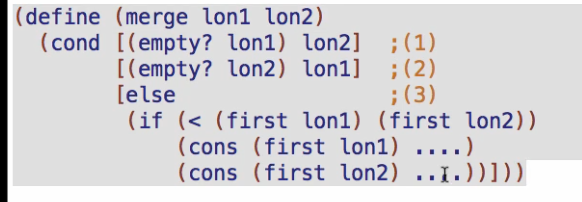 (define (merge lon1 lon2)
(cond [(empty? lon1) lon2] ;(1)
[(empty? lon2) lon1] ;(2)
[else ;(3)
(if (< (first lon1) (first lon2))
(cons (first lon1) ....)
(cons (first lon2) ....))]))